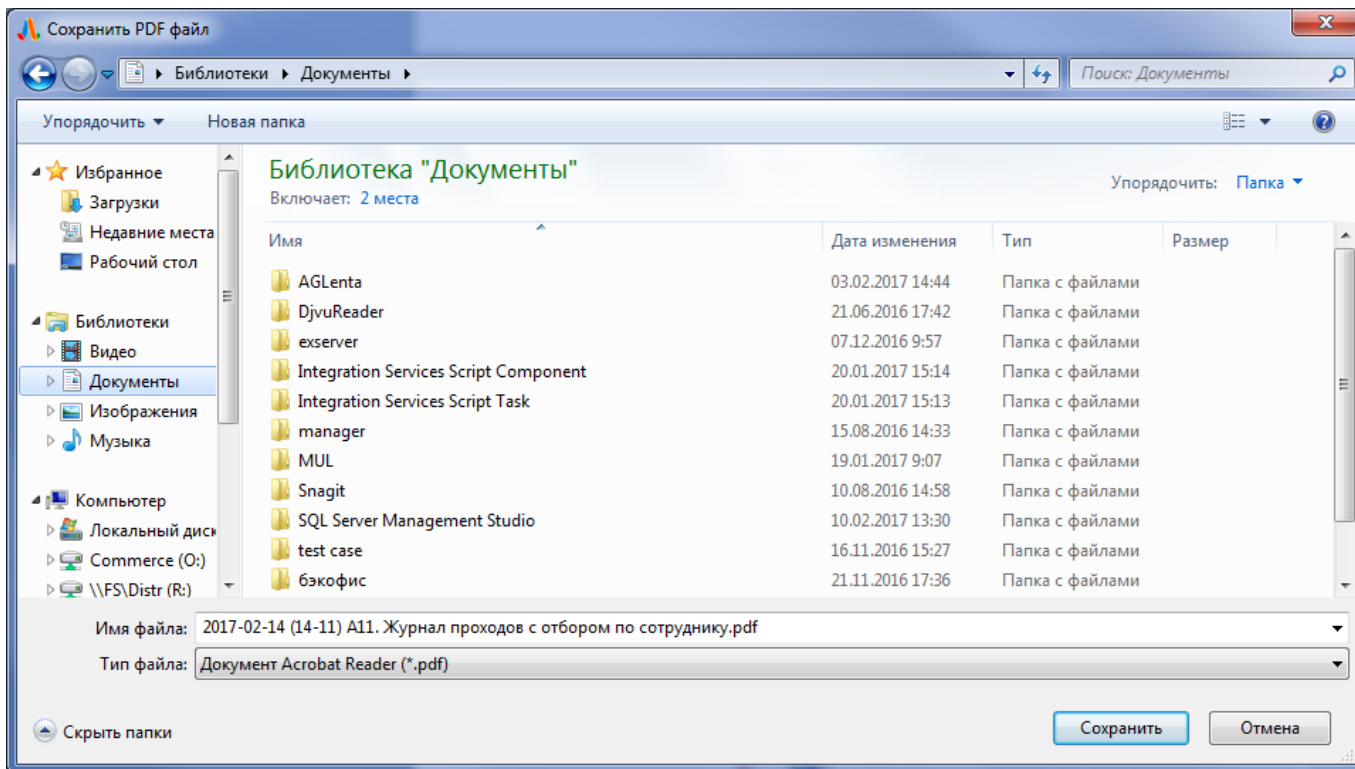 Сохранить PDF файл
Библиотеки Документы
Поиск: Документы
Упорядочить Новая папка
Избранное
Загрузки
Недавние места
Рабочий стол
Библиотеки
Видео
Документы
Изображения
Музыка
Компьютер
Локальный диск
Commerce (O:)
\\FS\Distr (R:)
Библиотека "Документы"
Включает: 2 места
Упорядочить: Папка
Имя Дата изменения Тип Размер
AGLenta 03.02.2017 14:44 Папка с файлами
DjvuReader 21.06.2016 17:42 Папка с файлами
exserver 07.12.2016 9:57 Папка с файлами
Integration Services Script Component 20.01.2017 15:14 Папка с файлами
Integration Services Script Task 20.01.2017 15:13 Папка с файлами
manager 15.08.2016 14:33 Папка с файлами
MUL 19.01.2017 9:07 Папка с файлами
Snagit 10.08.2016 14:58 Папка с файлами
SQL Server Management Studio 10.02.2017 13:30 Папка с файлами
test case 16.11.2016 15:27 Папка с файлами
бэкофис 21.11.2016 17:36 Папка с файлами
Имя файла: 2017-02-14 (14-11) A11. Журнал проходов с отбором по сотруднику.pdf
Тип файла: Документ Acrobat Reader (*.pdf)
Скрыть папки
Сохранить Отмена